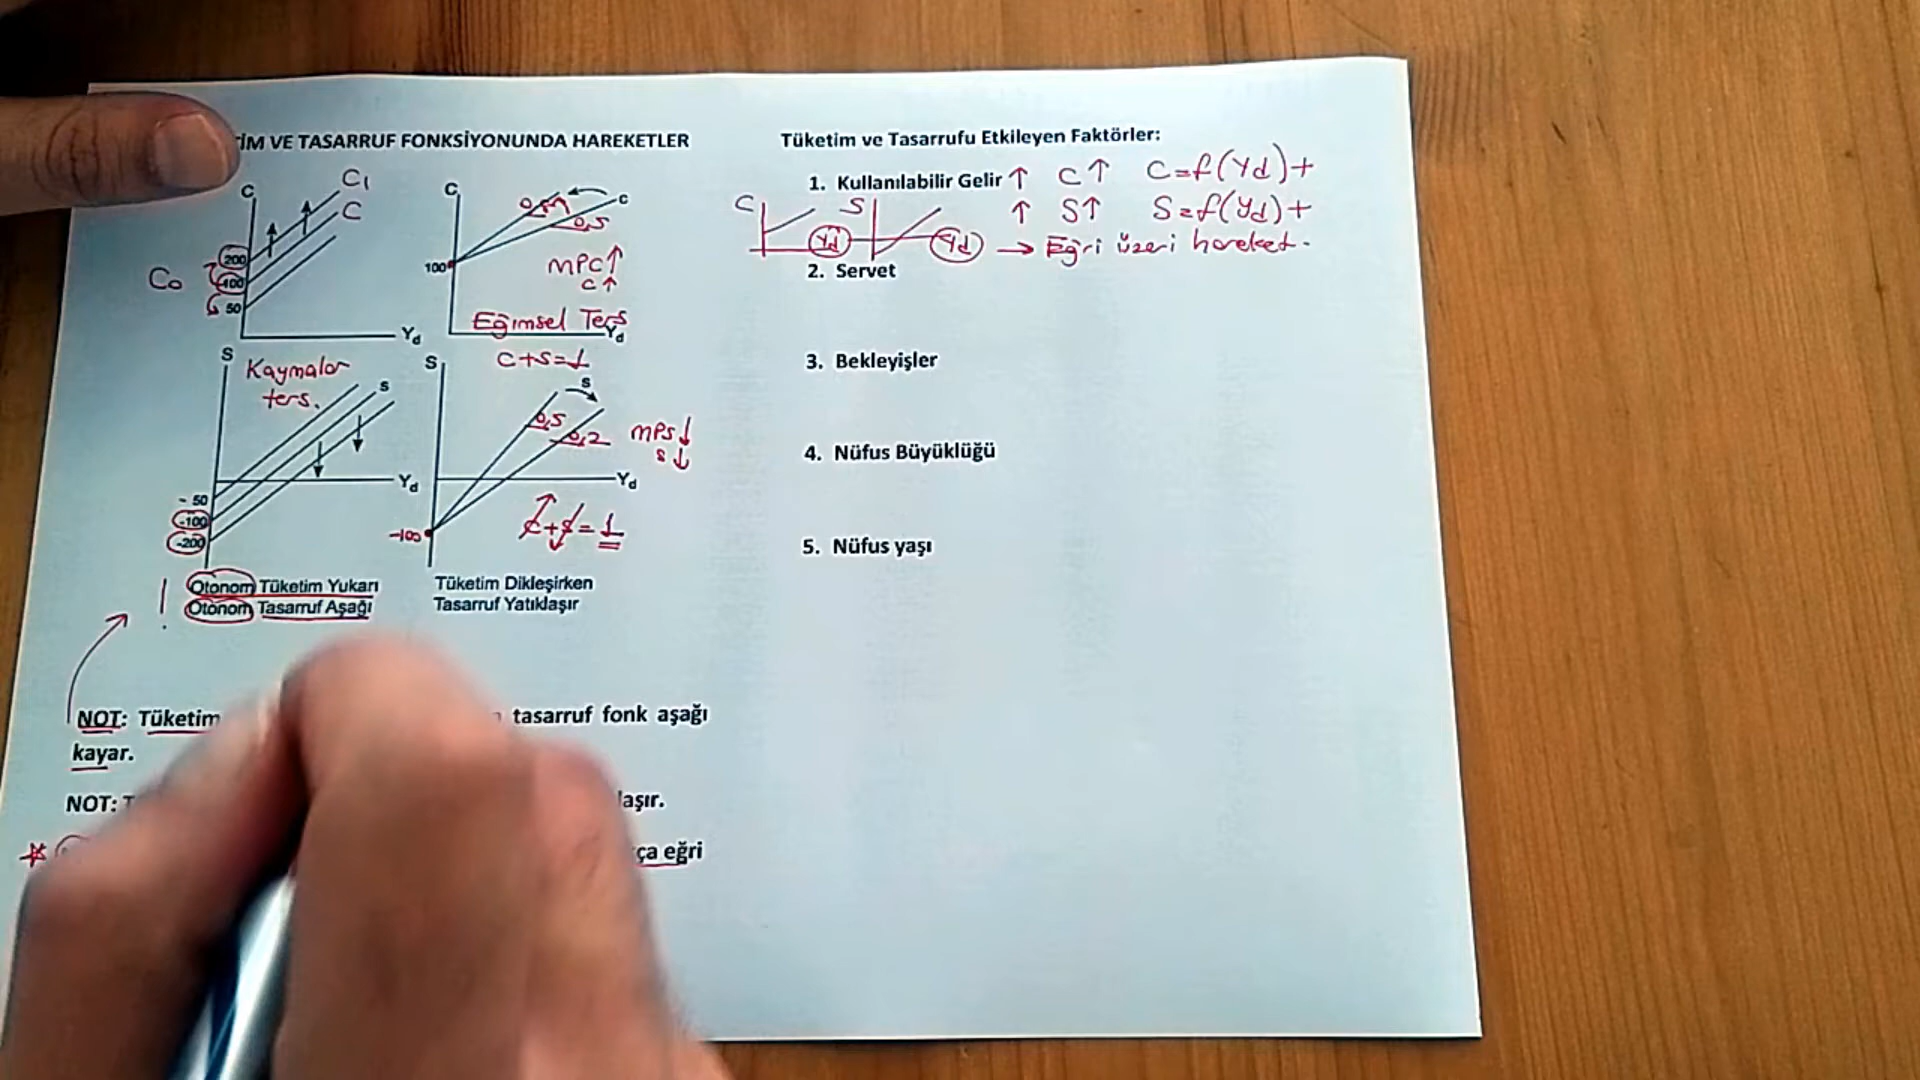 VE TASARRUF FONKSİYONUNDA HAREKETLER
C
C1
C
200
100
50
C0
Yd
C
0,5
C
100
MPC↑
C↑
Eğimsel Ters
Yd
S
Kaymalar
ters.
S
Yd
- 50
-100
-200
S
C+S=1
S
0,5
0,2
MPS↓
S↓
Yd
-100
C+S=1
! Otonom Tüketim Yukarı
Otonom Tasarruf Aşağı
Tüketim Dikleşirken
Tasarruf Yatıklaşır
NOT: Tüketim tasarruf fonk aşağı
kayar.
NOT:
eğri
Tüketim ve Tasarrufu Etkileyen Faktörler:
1. Kullanılabilir Gelir ↑ C↑ C=f(Yd)+
↑ S↑ S=f(Yd)+
C Yd S Yd → Eğri üzeri hareket.
2. Servet
3. Bekleyişler
4. Nüfus Büyüklüğü
5. Nüfus yaşı